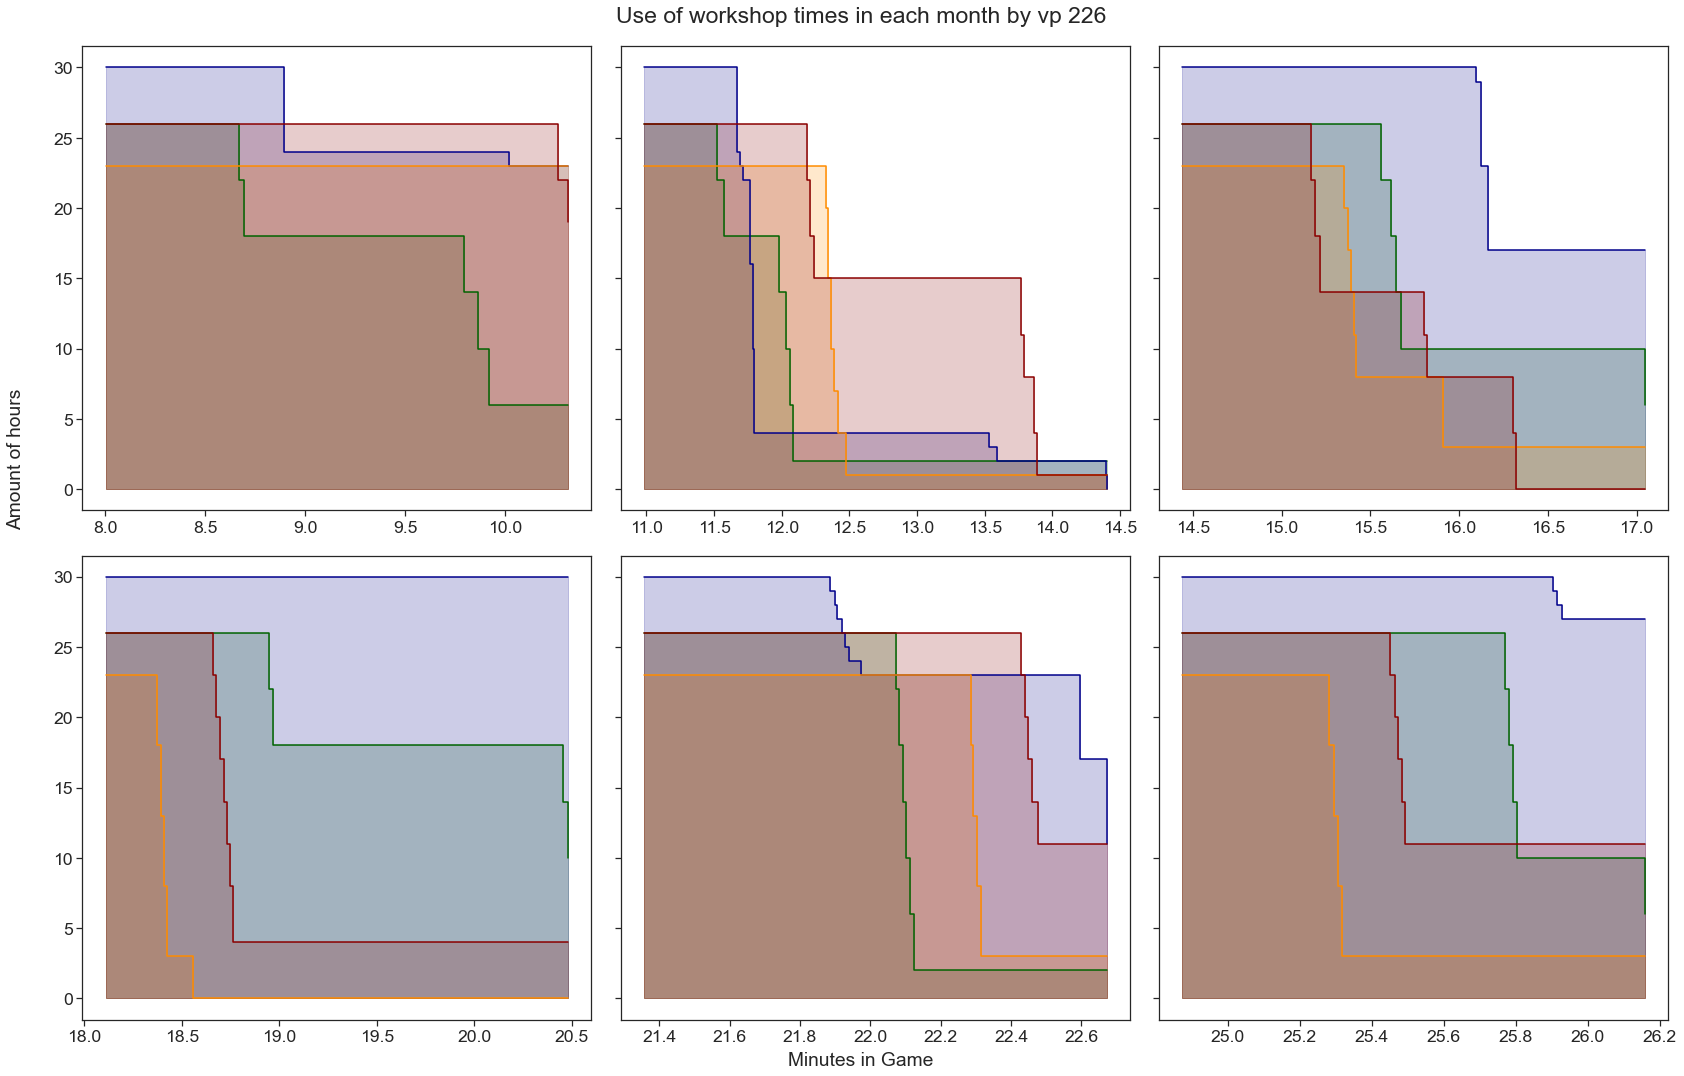 Use of workshop times in each month by vp 226
Amount of hours
30
25
20
15
10
5
0
8.0 8.5 9.0 9.5 10.0
11.0 11.5 12.0 12.5 13.0 13.5 14.0 14.5
14.5 15.0 15.5 16.0 16.5 17.0
30
25
20
15
10
5
0
18.0 18.5 19.0 19.5 20.0 20.5
21.4 21.6 21.8 22.0 22.2 22.4 22.6
25.0 25.2 25.4 25.6 25.8 26.0 26.2
Minutes in Game